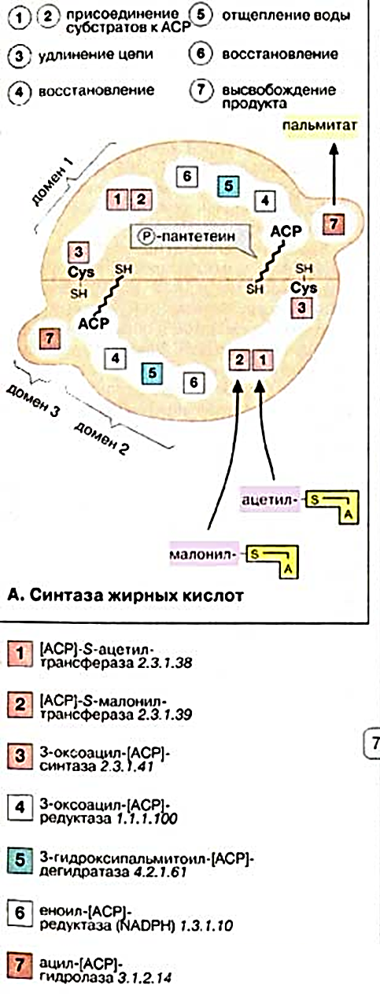 1 2 присоединение субстратов к ACP
3 удлинение цепи
4 восстановление
5 отщепление воды
6 восстановление
7 высвобождение продукта
пальмитат
домен 1
6
5
4
1 2
7
P-пантетеин
ACP
3
Cys
SH
SH
SH
SH
Cys
3
ACP
7
4
5
6
2 1
домен 3
домен 2
ацетил- S A
малонил- S A
А. Синтаза жирных кислот
1 [ACP]-S-ацетил-
трансфераза 2.3.1.38
2 [ACP]-S-малонил-
трансфераза 2.3.1.39
3 3-оксоацил-[ACP]-
синтаза 2.3.1.41
4 3-оксоацил-[ACP]-
редуктаза 1.1.1.100
5 3-гидроксипальмитоил-[ACP]-
дегидратаза 4.2.1.61
6 еноил-[ACP]-
редуктаза (NADPH) 1.3.1.10
7 ацил-[ACP]-
гидролаза 3.1.2.14
7